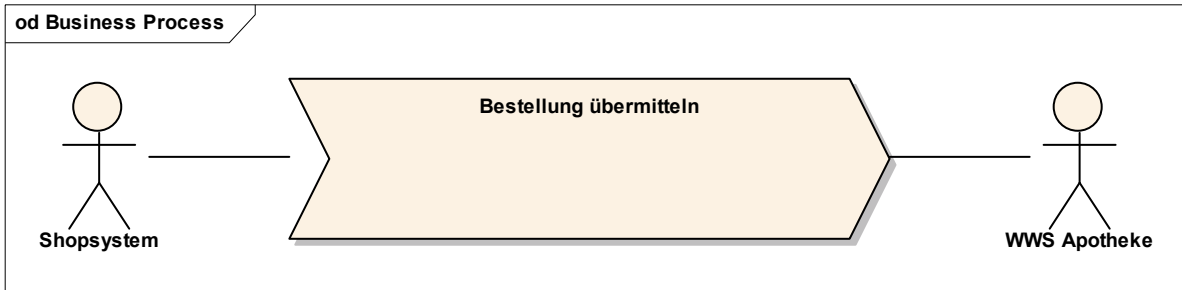 od Business Process
Bestellung übermitteln
Shopsystem
WWS Apotheke